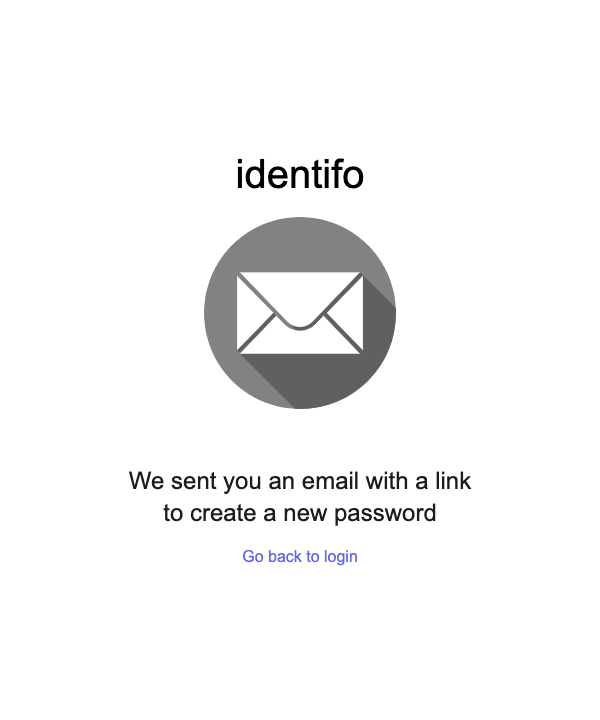 identifo
We sent you an email with a link
to create a new password
Go back to login